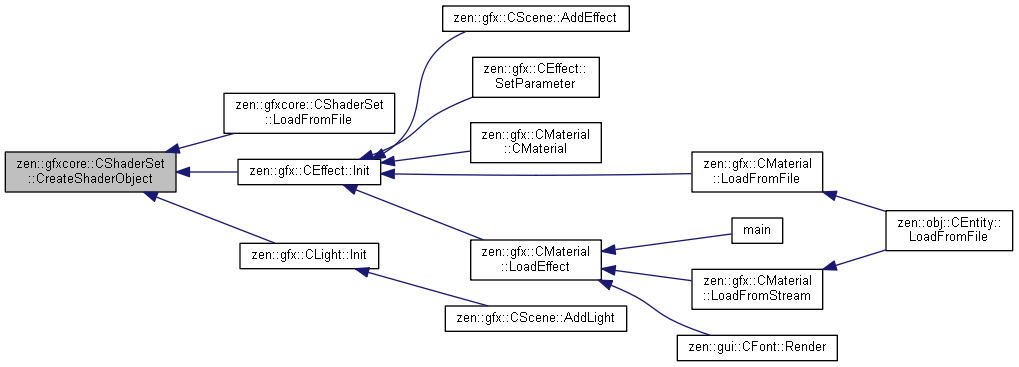 zen::gfx::CScene::AddEffect
zen::gfx::CEffect::
SetParameter
zen::gfxcore::CShaderSet
::LoadFromFile
zen::gfx::CMaterial
::CMaterial
zen::gfxcore::CShaderSet
::CreateShaderObject
zen::gfx::CEffect::Init
zen::gfx::CMaterial
::LoadFromFile
zen::obj::CEntity::
LoadFromFile
main
zen::gfx::CLight::Init
zen::gfx::CMaterial
::LoadEffect
zen::gfx::CMaterial
::LoadFromStream
zen::gfx::CScene::AddLight
zen::gui::CFont::Render